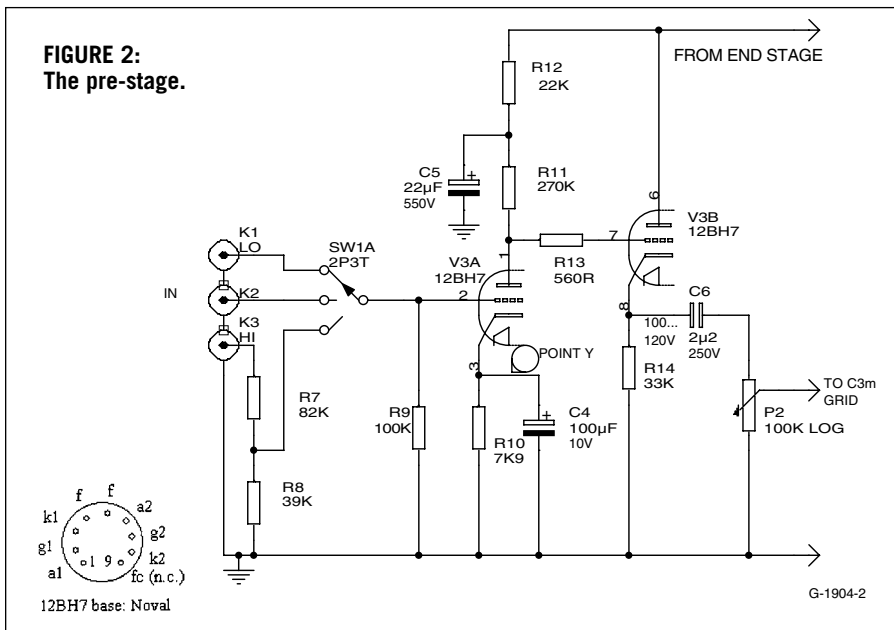 FIGURE 2:
The pre-stage.
FROM END STAGE
R12
22K
C5
22µF
550V
+
R11
270K
6
V3B
12BH7
K1
LO
SW1A
2P3T
V3A
12BH7
1
R13
560R
7
IN
K2
2
8
C6
K3
HI
100...
120V
2µ2
250V
POINT Y
3
R14
33K
TO C3m
GRID
R7
82K
R9
100K
+
C4
100µF
10V
P2
100K LOG
R10
7K9
R8
39K
f f
k1 a2
g1 g2
a1 1 9 k2
fc (n.c.)
12BH7 base: Noval
G-1904-2